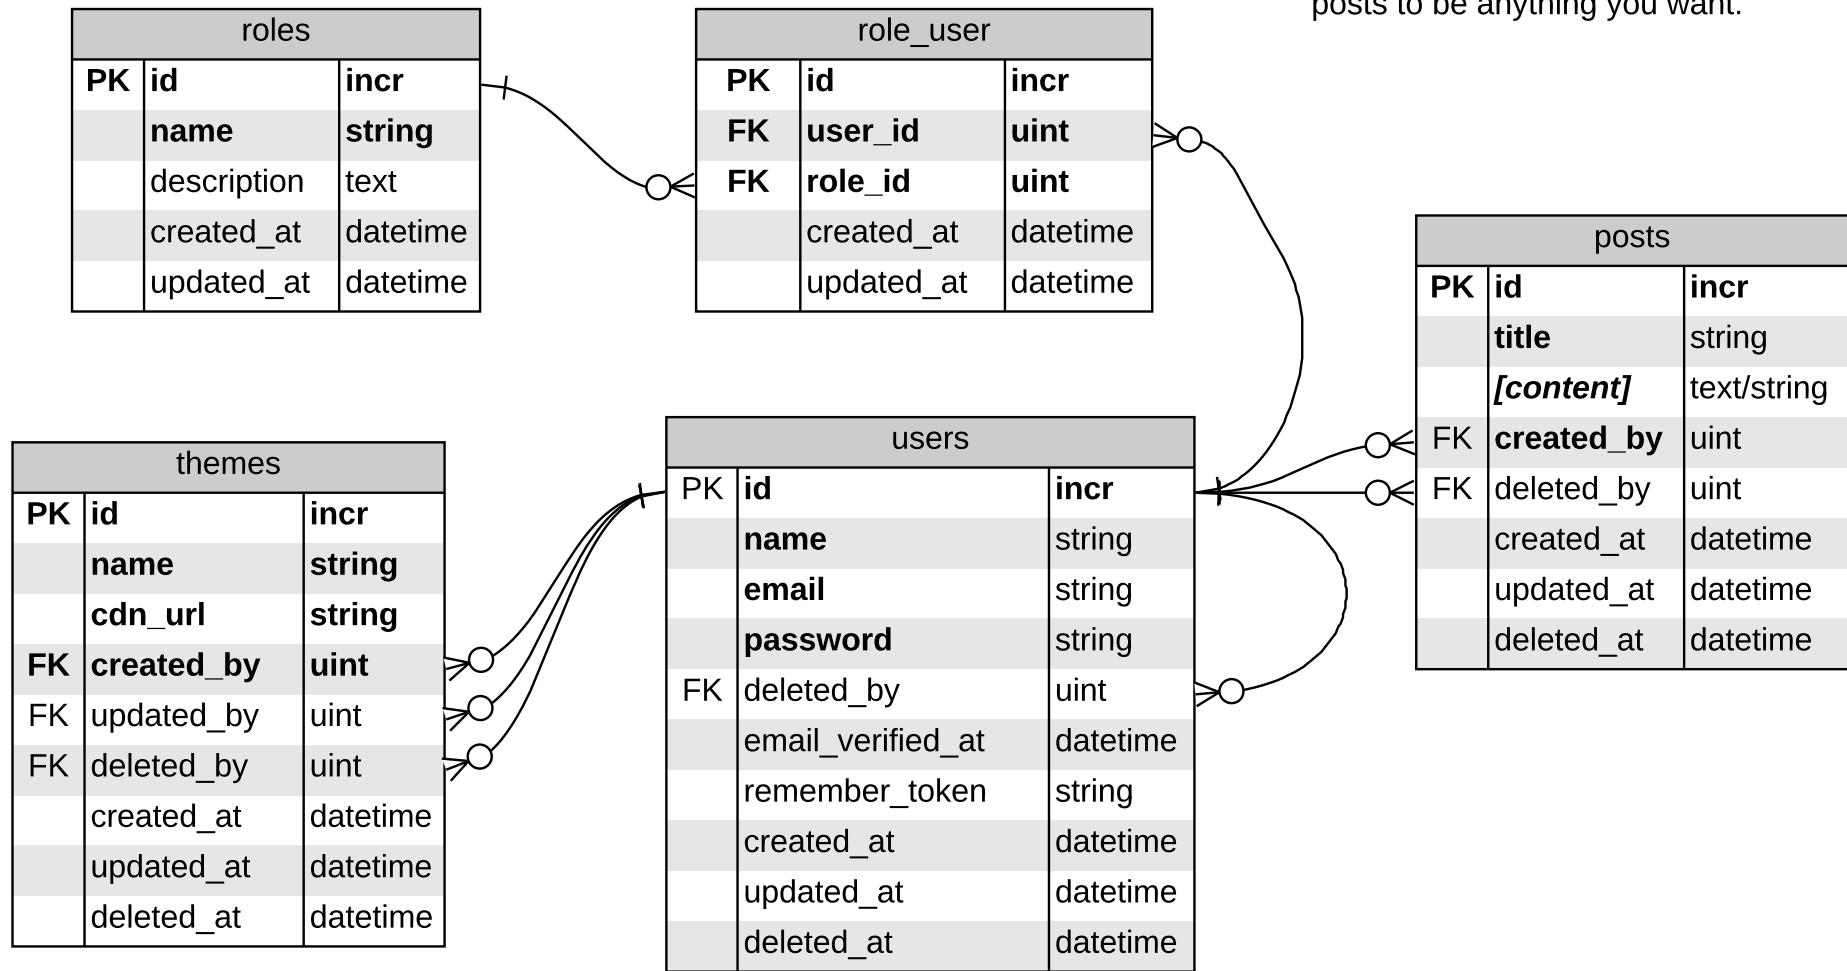 posts to be anything you want.
roles
PK id incr
name string
description text
created_at datetime
updated_at datetime
role_user
PK id incr
FK user_id uint
FK role_id uint
created_at datetime
updated_at datetime
posts
PK id incr
title string
[content] text/string
FK created_by uint
FK deleted_by uint
created_at datetime
updated_at datetime
deleted_at datetime
themes
PK id incr
name string
cdn_url string
FK created_by uint
FK updated_by uint
FK deleted_by uint
created_at datetime
updated_at datetime
deleted_at datetime
users
PK id incr
name string
email string
password string
FK deleted_by uint
email_verified_at datetime
remember_token string
created_at datetime
updated_at datetime
deleted_at datetime